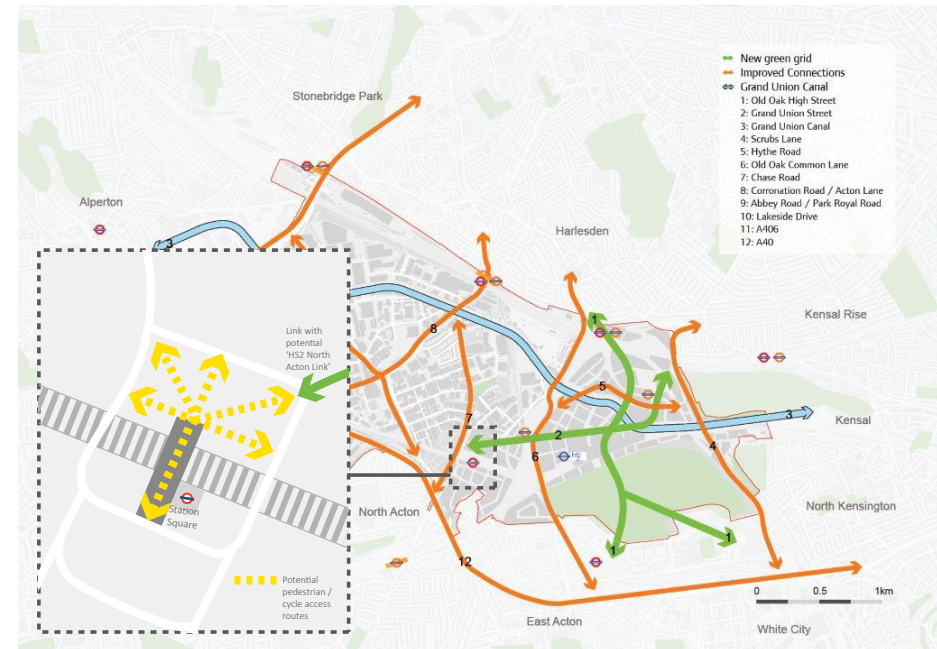 New green grid
Improved Connections
Grand Union Canal
1: Old Oak High Street
2: Grand Union Street
3: Grand Union Canal
4: Scrubs Lane
5: Hythe Road
6: Old Oak Common Lane
7: Chase Road
8: Corronation Road / Acton Lane
9: Abbey Road / Park Royal Road
10: Lakeside Drive
11: A406
12: A40
Stonebridge Park
Alperton
3
Harlesden
1
Kensal Rise
8
5
7
3
Kensal
2
4
6
North Acton
North Kensington
12
1
1
0
0.5
1km
East Acton
White City
Link with
potential
'HS2 North
Acton Link'
Station
Square
Potential
pedestrian /
cycle access
routes